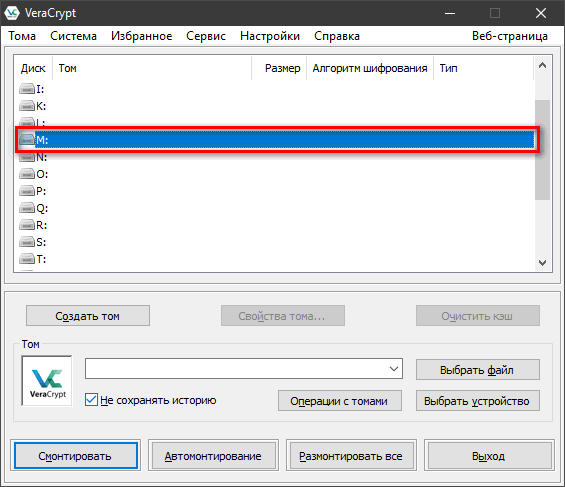 VeraCrypt
Тома Система Избранное Сервис Настройки Справка Веб-страница
Диск Том Размер Алгоритм шифрования Тип
I:
K:
L:
M:
N:
O:
P:
Q:
R:
S:
T:
Создать том Свойства тома... Очистить кэш
Том
VeraCrypt
Выбрать файл
Не сохранять историю Операции с томами Выбрать устройство
Смонтировать Автомонтирование Размонтировать все Выход